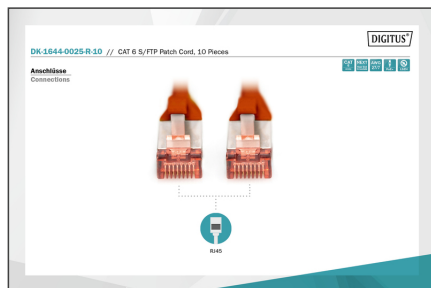 DIGITUS®
DK-1644-0025-R-10 // CAT 6 S/FTP Patch Cord, 10 Pieces
Anschlüsse
Connections
RJ45